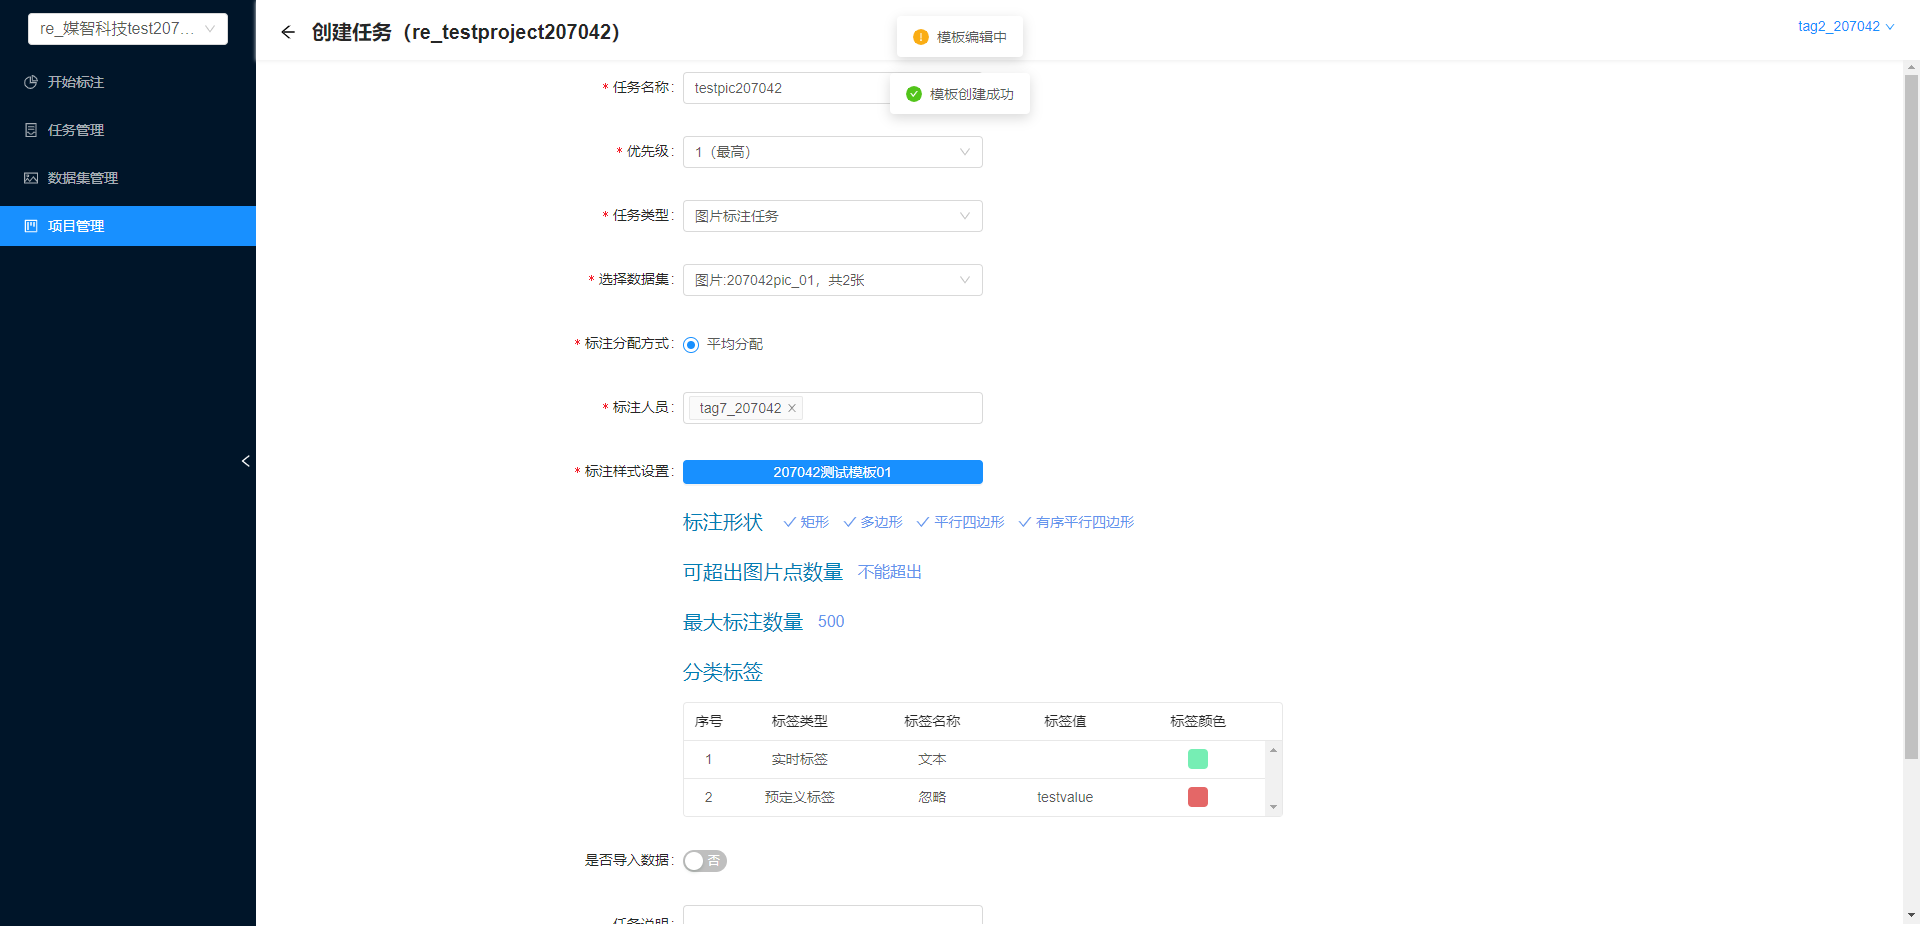 re_媒智科技test207...
开始标注
任务管理
数据集管理
项目管理
创建任务（re_testproject207042）
模板编辑中
模板创建成功
tag2_207042
* 任务名称: testpic207042
* 优先级: 1（最高）
* 任务类型: 图片标注任务
* 选择数据集: 图片:207042pic_01，共2张
* 标注分配方式: 平均分配
* 标注人员: tag7_207042
* 标注样式设置: 207042测试模板01
标注形状 矩形 多边形 平行四边形 有序平行四边形
可超出图片点数量 不能超出
最大标注数量 500
分类标签
序号 标签类型 标签名称 标签值 标签颜色
1 实时标签 文本
2 预定义标签 忽略 testvalue
是否导入数据: 否
任务说明: